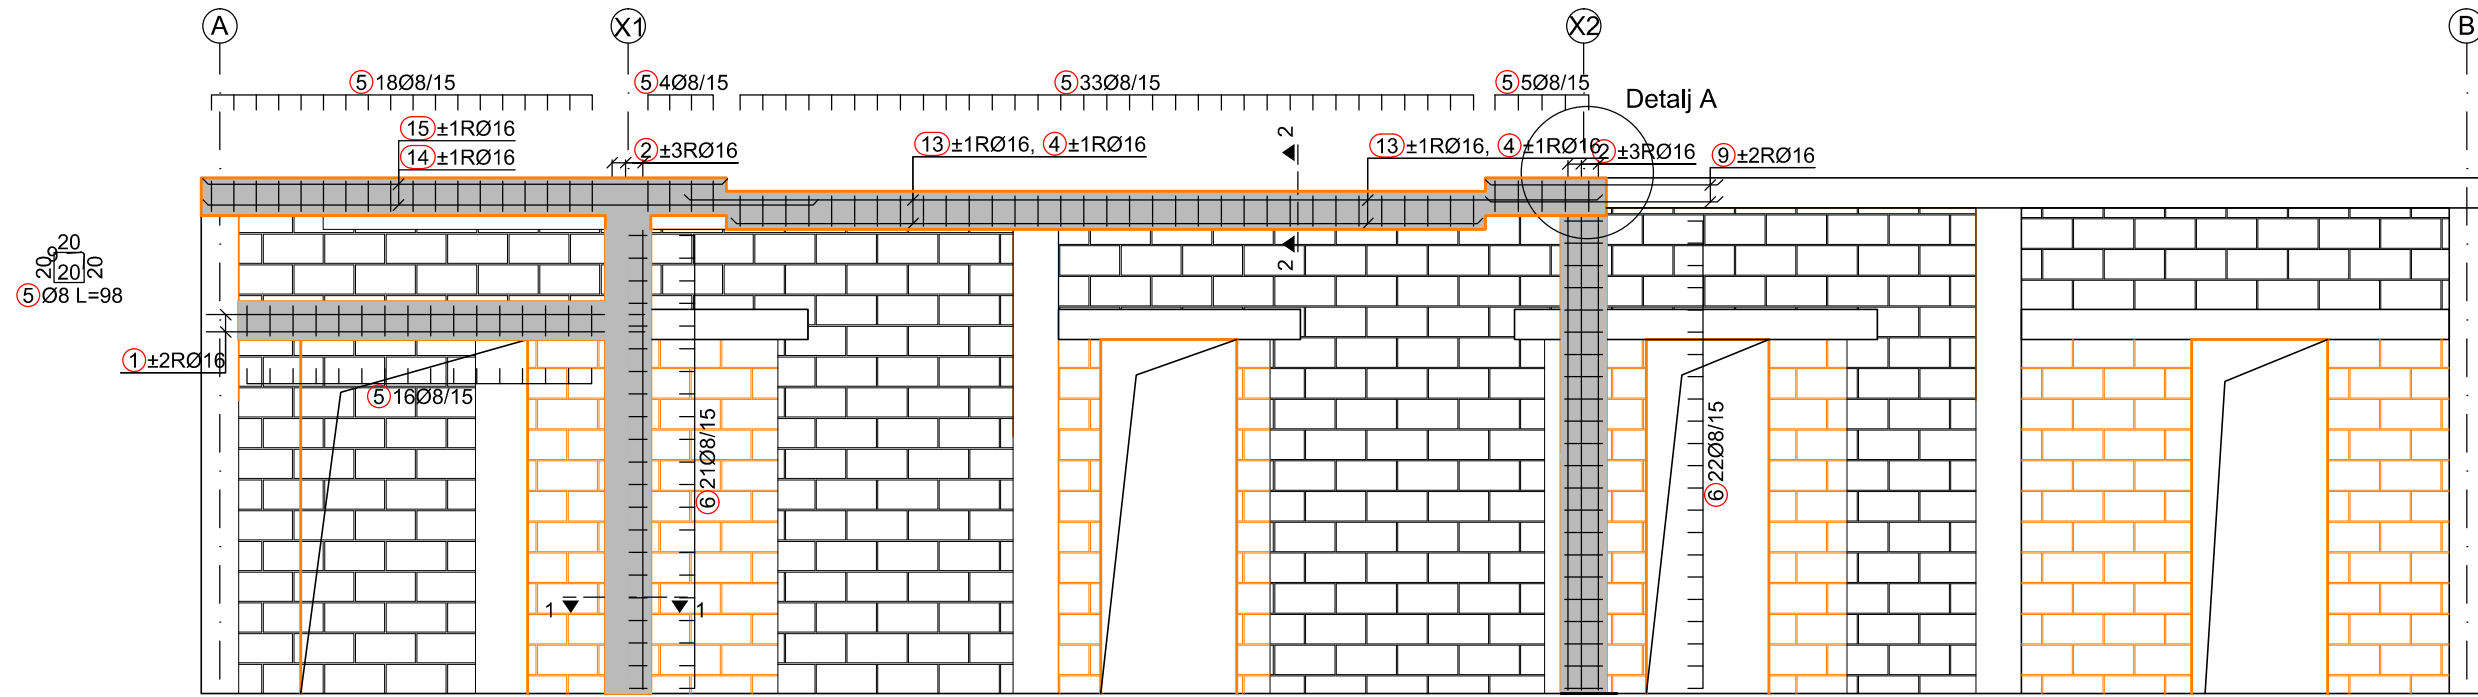 A
X1
X2
B
5 18Ø8/15
5 4Ø8/15
5 33Ø8/15
5 5Ø8/15
Detalj A
15 ±1RØ16
14 ±1RØ16
2 ±3RØ16
13 ±1RØ16, 4 ±1RØ16
2
13 ±1RØ16, 4 ±1RØ16
2 ±3RØ16
9 ±2RØ16
20
9
20
20
20
5 Ø8 L=98
2
1 ±2RØ16
5 16Ø8/15
6 21Ø8/15
6 22Ø8/15
1
1